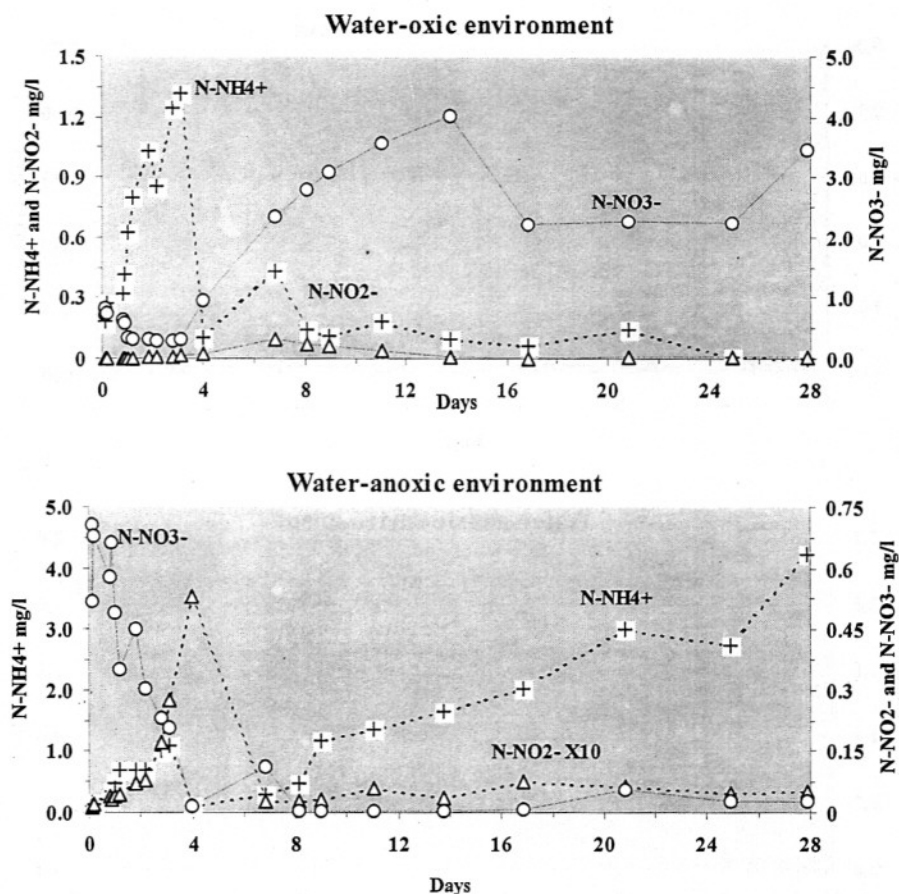 Water-oxic environment
N-NH4+ and N-NO2- mg/l
1.5
1.2
0.9
0.6
0.3
0
N-NH4+
N-NO3-
N-NO2-
5.0
4.0
3.0
2.0
1.0
0.0
N-NO3- mg/l
0 4 8 12 16 20 24 28
Days
Water-anoxic environment
N-NH4+ mg/l
5.0
4.0
3.0
2.0
1.0
0.0
N-NO3-
N-NH4+
N-NO2- X10
0.75
0.6
0.45
0.3
0.15
0
N-NO2- and N-NO3- mg/l
0 4 8 12 16 20 24 28
Days